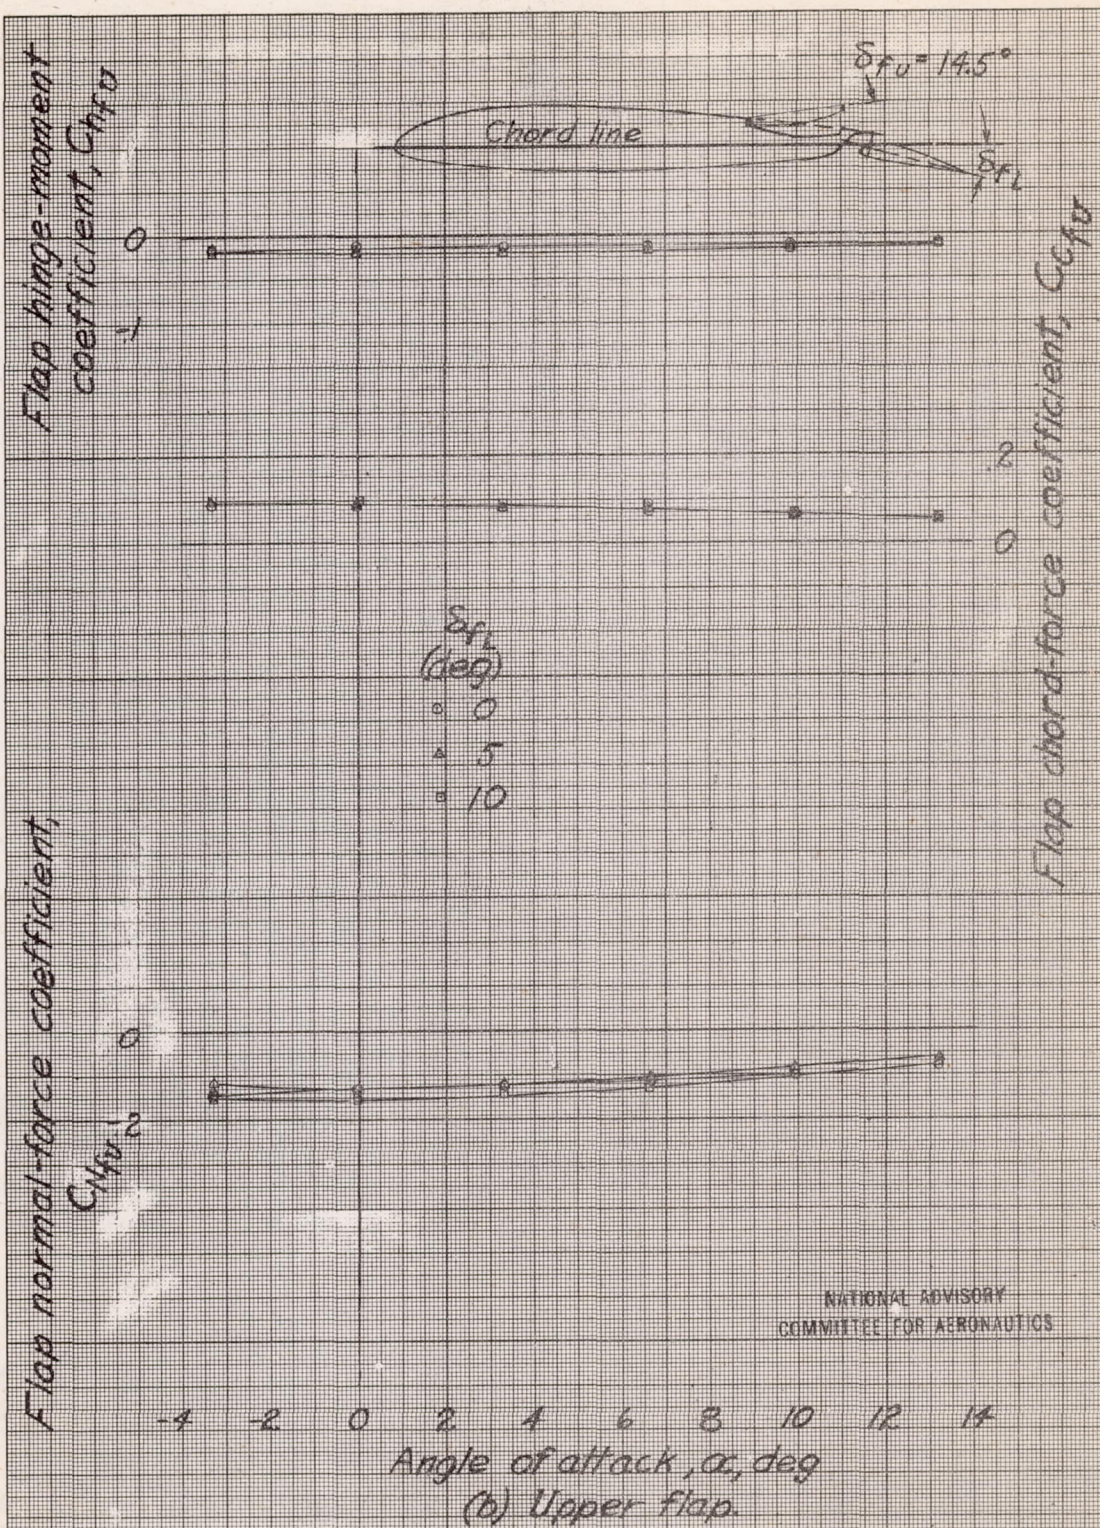 Flap hinge-moment
coefficient, Chfu
δfu = 14.5°
Chord line
δfL
0
-.1
Flap chord-force coefficient, Ccfu
.2
0
δfL
(deg)
○ 0
△ 5
□ 10
Flap normal-force coefficient,
CNfu
0
-.2
NATIONAL ADVISORY
COMMITTEE FOR AERONAUTICS
-4 -2 0 2 4 6 8 10 12 14
Angle of attack, α, deg
(b) Upper flap.